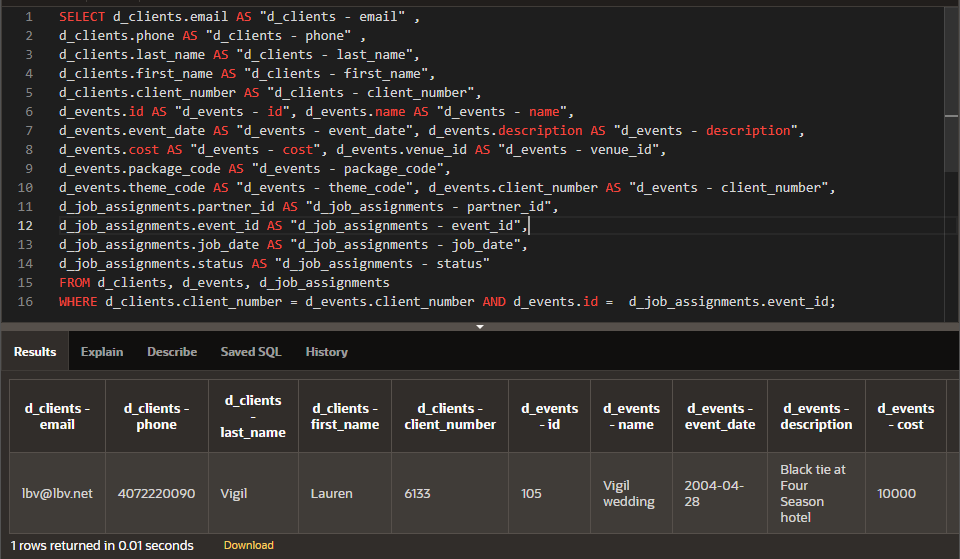 1 SELECT d_clients.email AS "d_clients - email" ,
2 d_clients.phone AS "d_clients - phone" ,
3 d_clients.last_name AS "d_clients - last_name",
4 d_clients.first_name AS "d_clients - first_name",
5 d_clients.client_number AS "d_clients - client_number",
6 d_events.id AS "d_events - id", d_events.name AS "d_events - name",
7 d_events.event_date AS "d_events - event_date", d_events.description AS "d_events - description",
8 d_events.cost AS "d_events - cost", d_events.venue_id AS "d_events - venue_id",
9 d_events.package_code AS "d_events - package_code",
10 d_events.theme_code AS "d_events - theme_code", d_events.client_number AS "d_events - client_number",
11 d_job_assignments.partner_id AS "d_job_assignments - partner_id",
12 d_job_assignments.event_id AS "d_job_assignments - event_id",
13 d_job_assignments.job_date AS "d_job_assignments - job_date",
14 d_job_assignments.status AS "d_job_assignments - status"
15 FROM d_clients, d_events, d_job_assignments
16 WHERE d_clients.client_number = d_events.client_number AND d_events.id =  d_job_assignments.event_id;
Results Explain Describe Saved SQL History
d_clients - email
d_clients - phone
d_clients - last_name
d_clients - first_name
d_clients - client_number
d_events - id
d_events - name
d_events - event_date
d_events - description
d_events - cost
lbv@lbv.net
4072220090
Vigil
Lauren
6133
105
Vigil wedding
2004-04-28
Black tie at Four Season hotel
10000
1 rows returned in 0.01 seconds Download